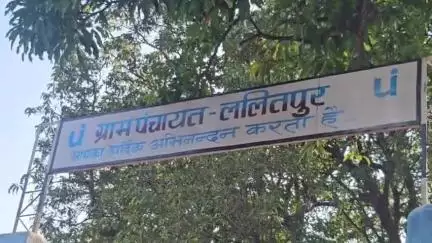 पं ग्राम पंचायत - ललितपुर पं
आपका हार्दिक अभिनन्दन करता है